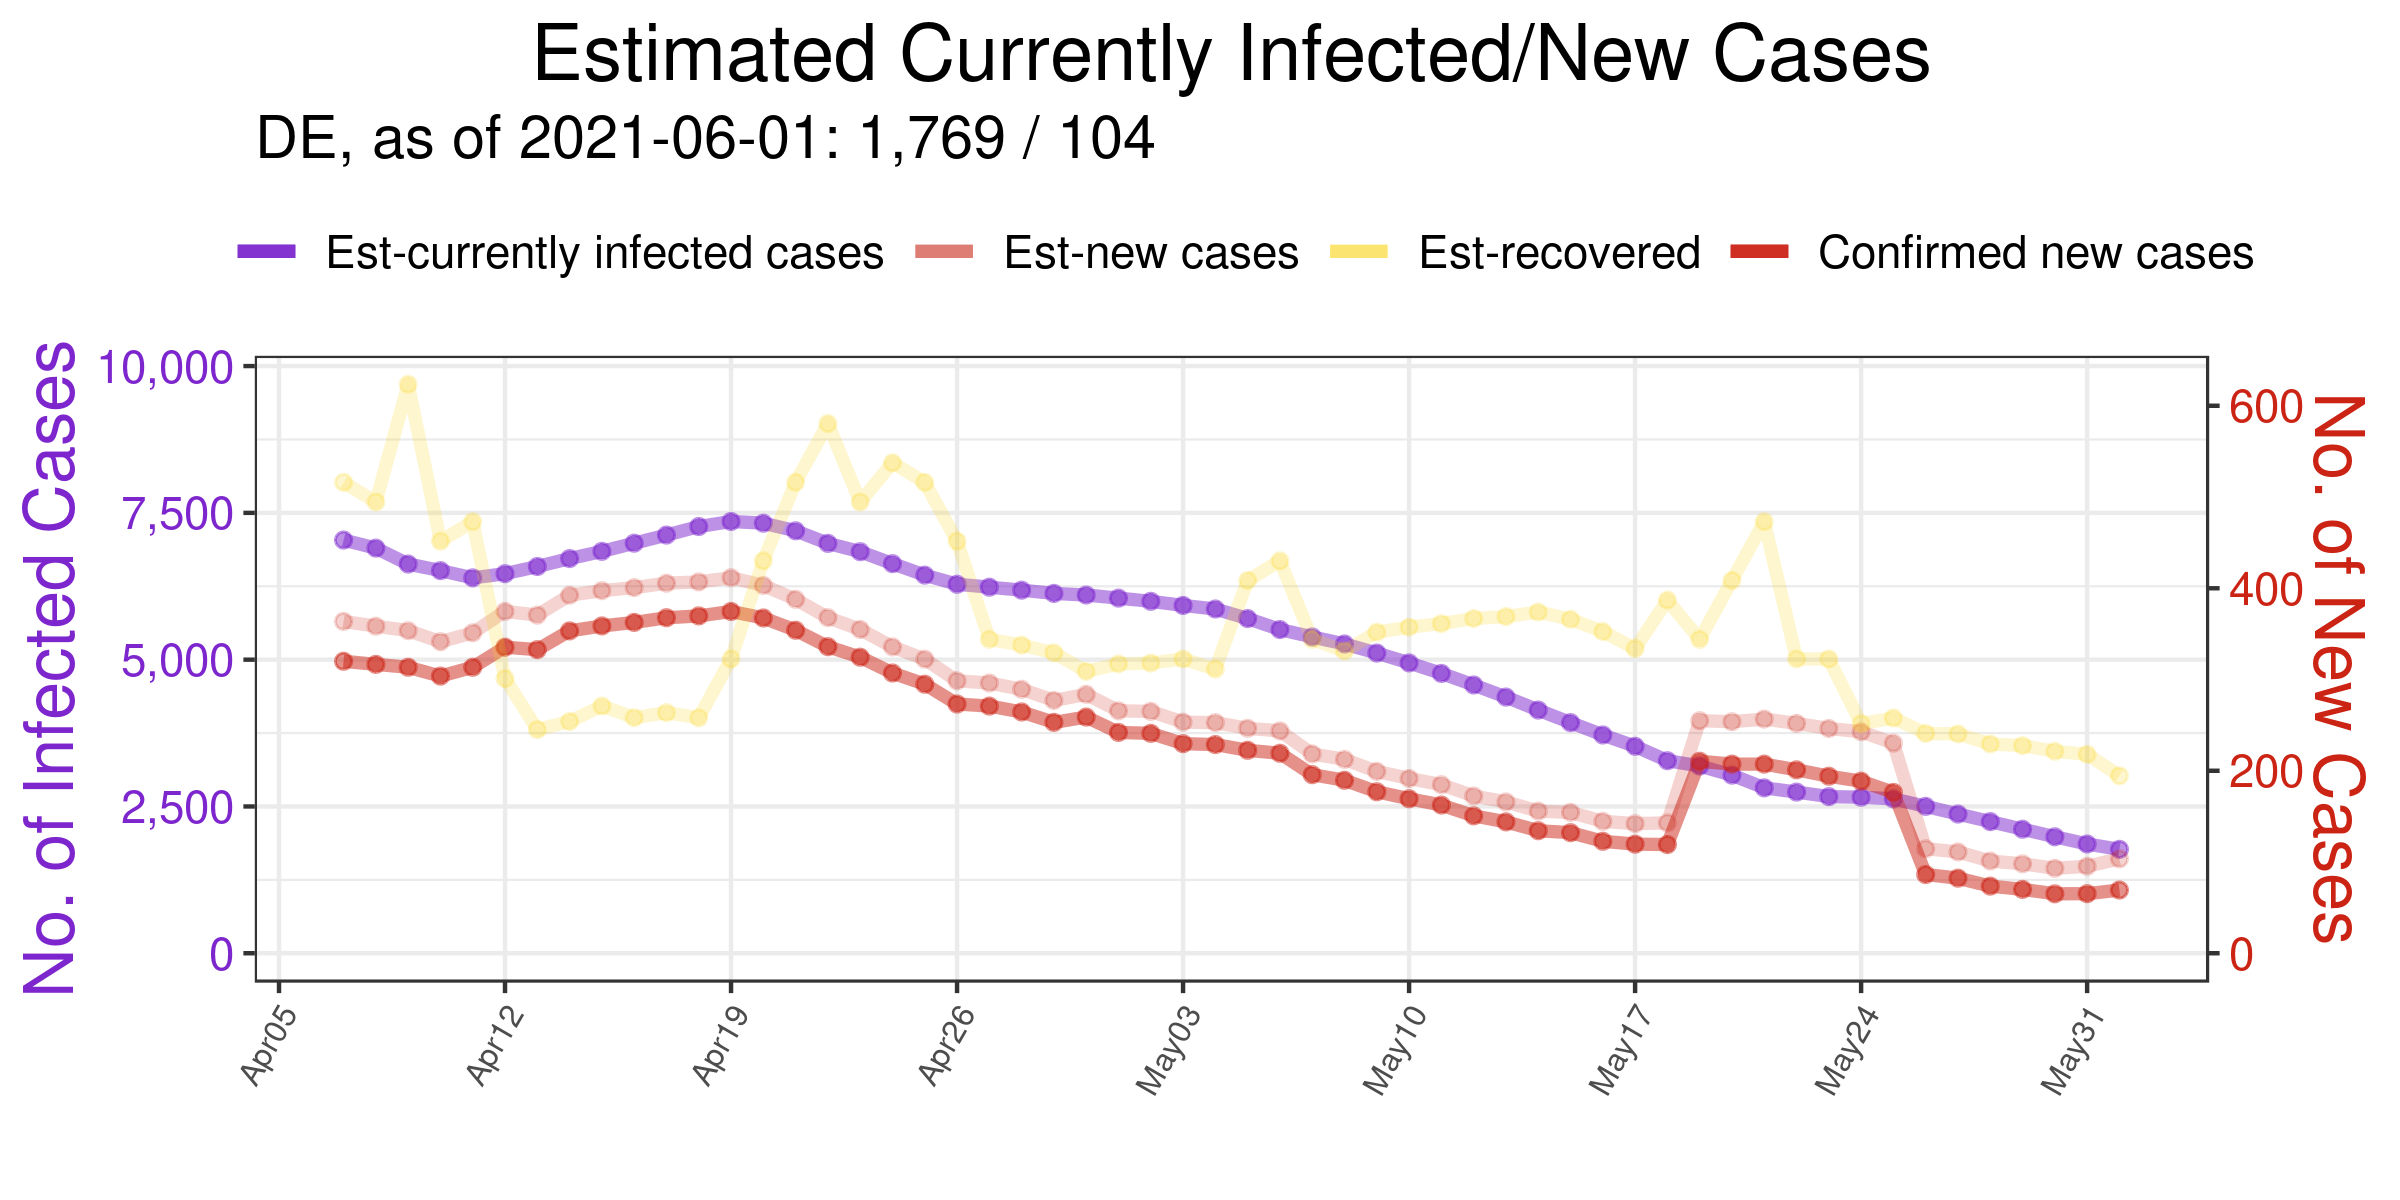 Estimated Currently Infected/New Cases
DE, as of 2021-06-01: 1,769 / 104
Est-currently infected cases Est-new cases Est-recovered Confirmed new cases
No. of Infected Cases
10,000
7,500
5,000
2,500
0
600
400
200
0
No. of New Cases
Apr05 Apr12 Apr19 Apr26 May03 May10 May17 May24 May31